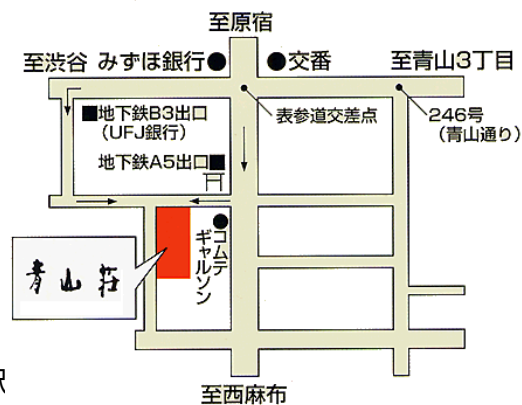 至原宿
至渋谷 みずほ銀行 ●
●交番
至青山3丁目
■地下鉄B3出口
(UFJ銀行)
表参道交差点
246号
(青山通り)
地下鉄A5出口■
コムデ
ギャルソン
青山荘
至西麻布